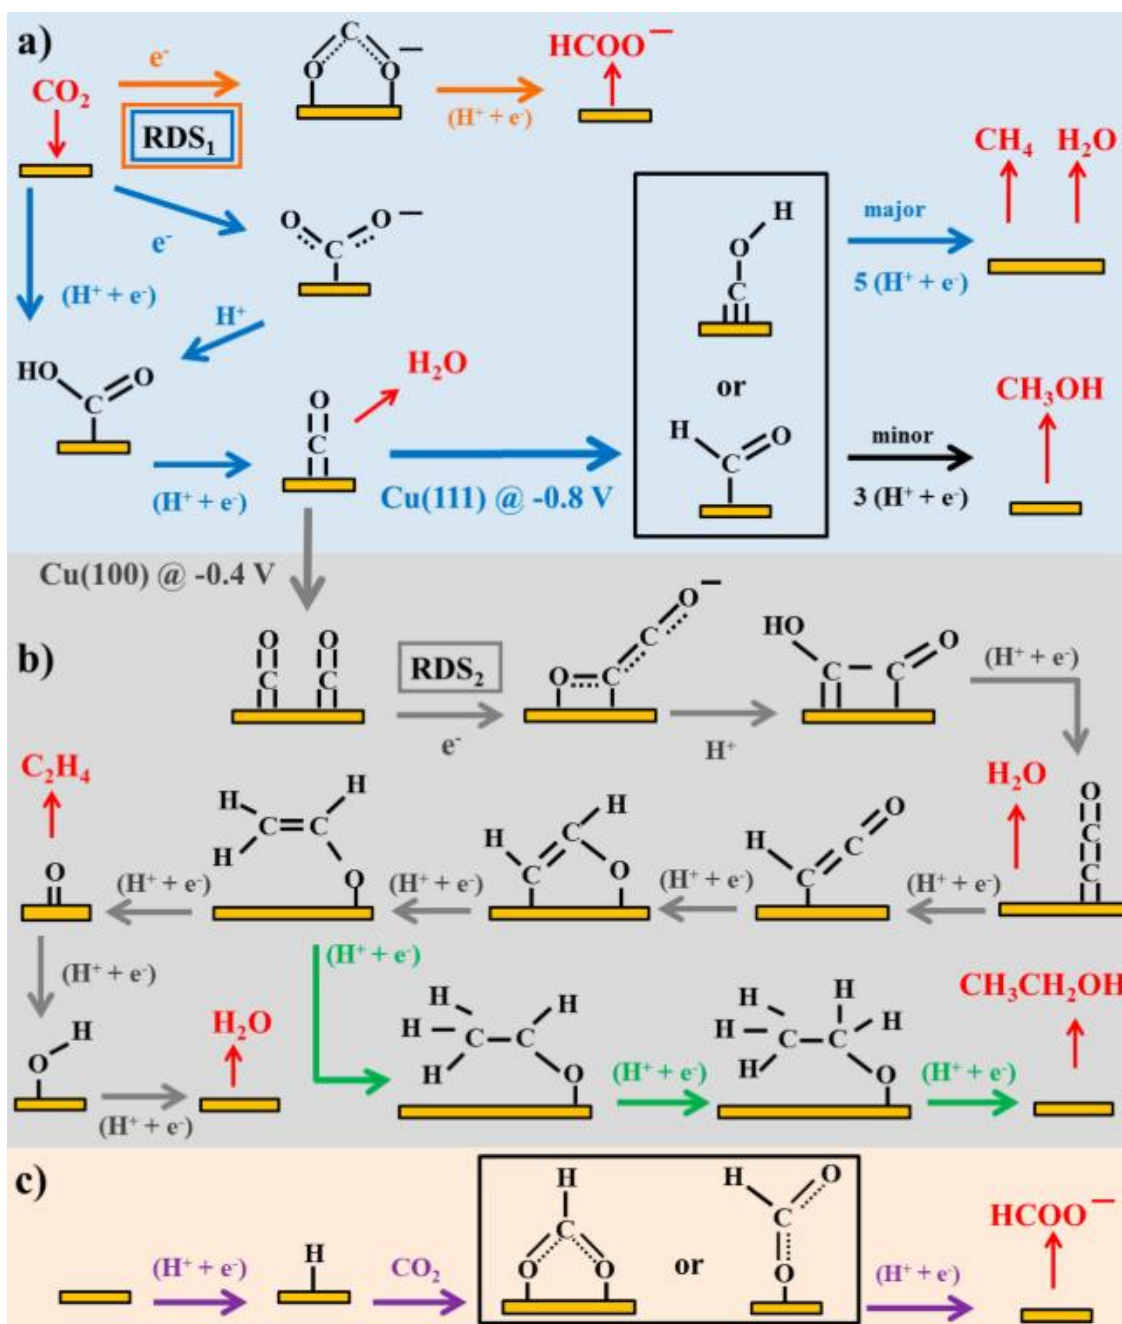 a)
CO₂
e⁻
RDS₁
C
O O
—
(H⁺ + e⁻)
HCOO⁻
e⁻
O O
—
C
(H⁺ + e⁻)
H⁺
HO O
C
(H⁺ + e⁻)
O
C
H₂O
Cu(111) @ -0.8 V
H
O
C
or
H O
C
major
5 (H⁺ + e⁻)
CH₄ H₂O
minor
3 (H⁺ + e⁻)
CH₃OH
Cu(100) @ -0.4 V
b)
O O
C C
RDS₂
e⁻
O
—
C
O C
H⁺
HO O
C C
(H⁺ + e⁻)
O
C
C
H₂O
(H⁺ + e⁻)
O
H C
C
(H⁺ + e⁻)
H
C
H C O
(H⁺ + e⁻)
H H
C C
H
O
(H⁺ + e⁻)
C₂H₄
O
(H⁺ + e⁻)
H
O
(H⁺ + e⁻)
H₂O
(H⁺ + e⁻)
H H
H C C
H O
(H⁺ + e⁻)
H H
H H
C C
H O
(H⁺ + e⁻)
CH₃CH₂OH
c)
(H⁺ + e⁻)
H
CO₂
H
C
O O
or
H O
C
O
(H⁺ + e⁻)
HCOO⁻